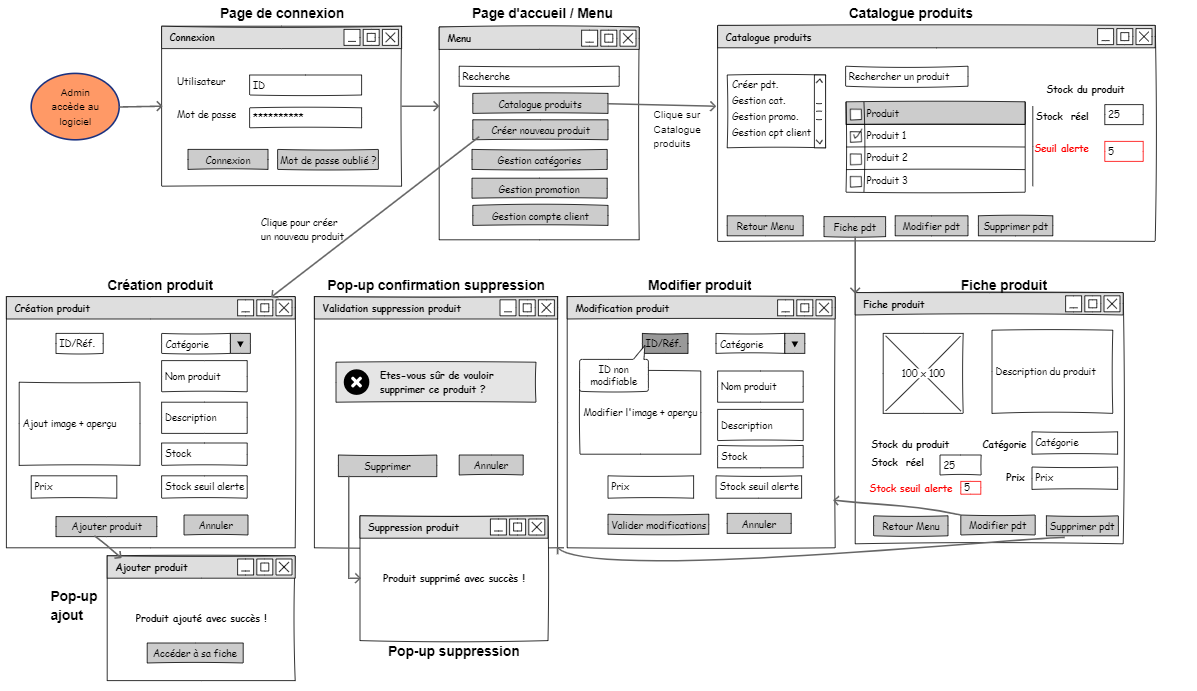 Page de connexion
Page d'accueil / Menu
Catalogue produits
Admin
accède au
logiciel
Connexion
Utilisateur
ID
Mot de passe
**********
Connexion
Mot de passe oublié ?
Menu
Recherche
Catalogue produits
Créer nouveau produit
Gestion catégories
Gestion promotion
Gestion compte client
Clique sur
Catalogue
produits
Clique pour créer
un nouveau produit
Catalogue produits
Créer pdt.
Gestion cat.
Gestion promo.
Gestion cpt client
Rechercher un produit
Produit
Produit 1
Produit 2
Produit 3
Stock du produit
Stock réel
25
Seuil alerte
5
Retour Menu
Fiche pdt
Modifier pdt
Supprimer pdt
Création produit
Pop-up confirmation suppression
Modifier produit
Fiche produit
Création produit
ID/Réf.
Catégorie
Nom produit
Ajout image + aperçu
Description
Stock
Prix
Stock seuil alerte
Ajouter produit
Annuler
Validation suppression produit
Etes-vous sûr de vouloir
supprimer ce produit ?
Supprimer
Annuler
Modification produit
ID/Réf.
Catégorie
ID non
modifiable
Nom produit
Modifier l'image + aperçu
Description
Stock
Prix
Stock seuil alerte
Valider modifications
Annuler
Fiche produit
100 x 100
Description du produit
Stock du produit
Catégorie
Catégorie
Stock réel
25
Prix
Prix
Stock seuil alerte
5
Retour Menu
Modifier pdt
Supprimer pdt
Pop-up
ajout
Ajouter produit
Produit ajouté avec succès !
Accéder à sa fiche
Suppression produit
Produit supprimé avec succès !
Pop-up suppression